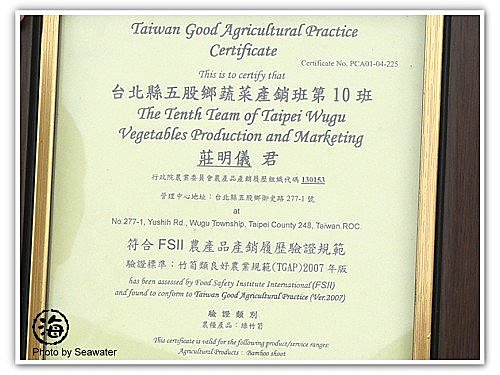 Taiwan Good Agricultural Practice
Certificate
Certificate No. PCA01-04-225
This is to certify that
台北縣五股鄉蔬菜產銷班第10班
The Tenth Team of Taipei Wugu
Vegetables Production and Marketing
莊明儀 君
行政院農業委員會農產品產銷履歷組織代碼 130153
管理中心地址：台北縣五股鄉御史路 277-1 號
at
No.277-1, Yushih Rd., Wugu Township, Taipei County 248, Taiwan ROC.
符合 FSII 農產品產銷履歷驗證規範
驗證標準：竹筍類良好農業規範(TGAP)2007 年版
has been assessed by Food Safety Institute International (FSII)
and found to conform to Taiwan Good Agricultural Practice (Ver.2007)
驗證類別
農糧產品：綠竹筍
This certificate is valid for the following product/service ranges:
Agricultural Products： Bamboo shoot
海
Photo by Seawater